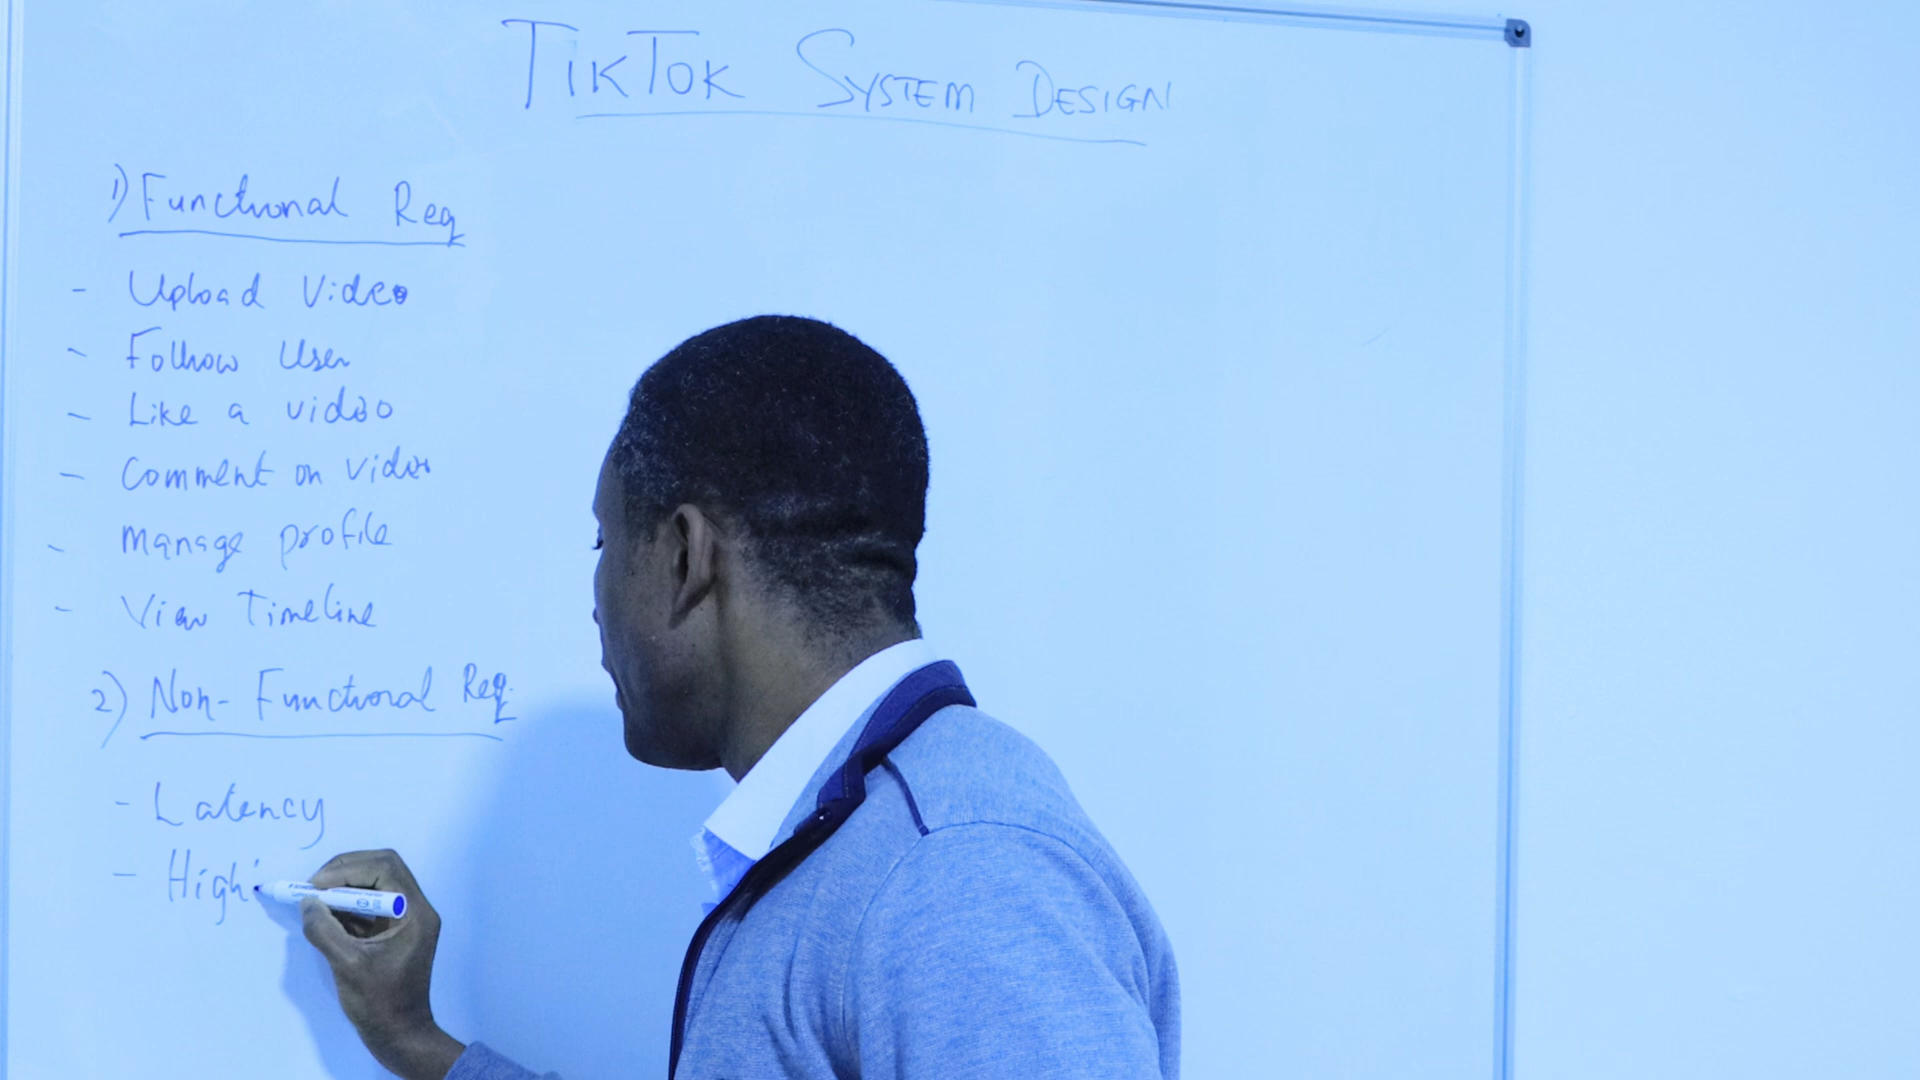 TIKTOK SYSTEM DESIGN
1) Functional Req
- Upload Video
- Follow User
- Like a video
- Comment on video
- Manage profile
- View Timeline
2) Non-Functional Req.
- Latency
- High